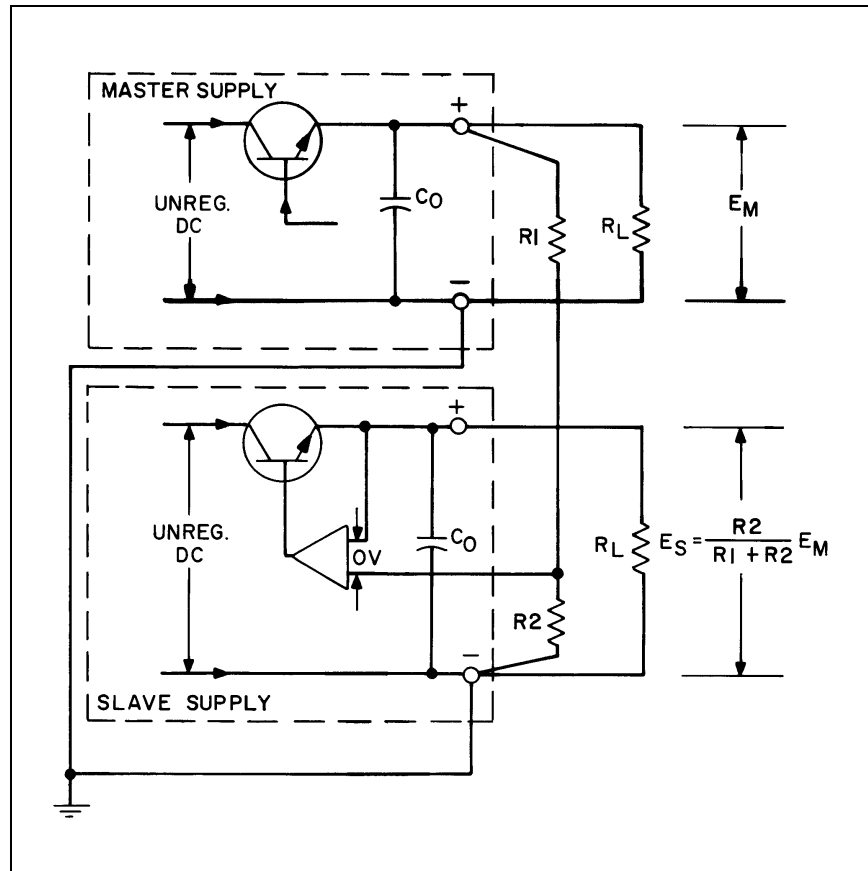 MASTER SUPPLY
+
UNREG.
DC
CO
R1
RL
EM
−
+
UNREG.
DC
OV
CO
RL
ES = R2 / R1 + R2 EM
R2
−
SLAVE SUPPLY